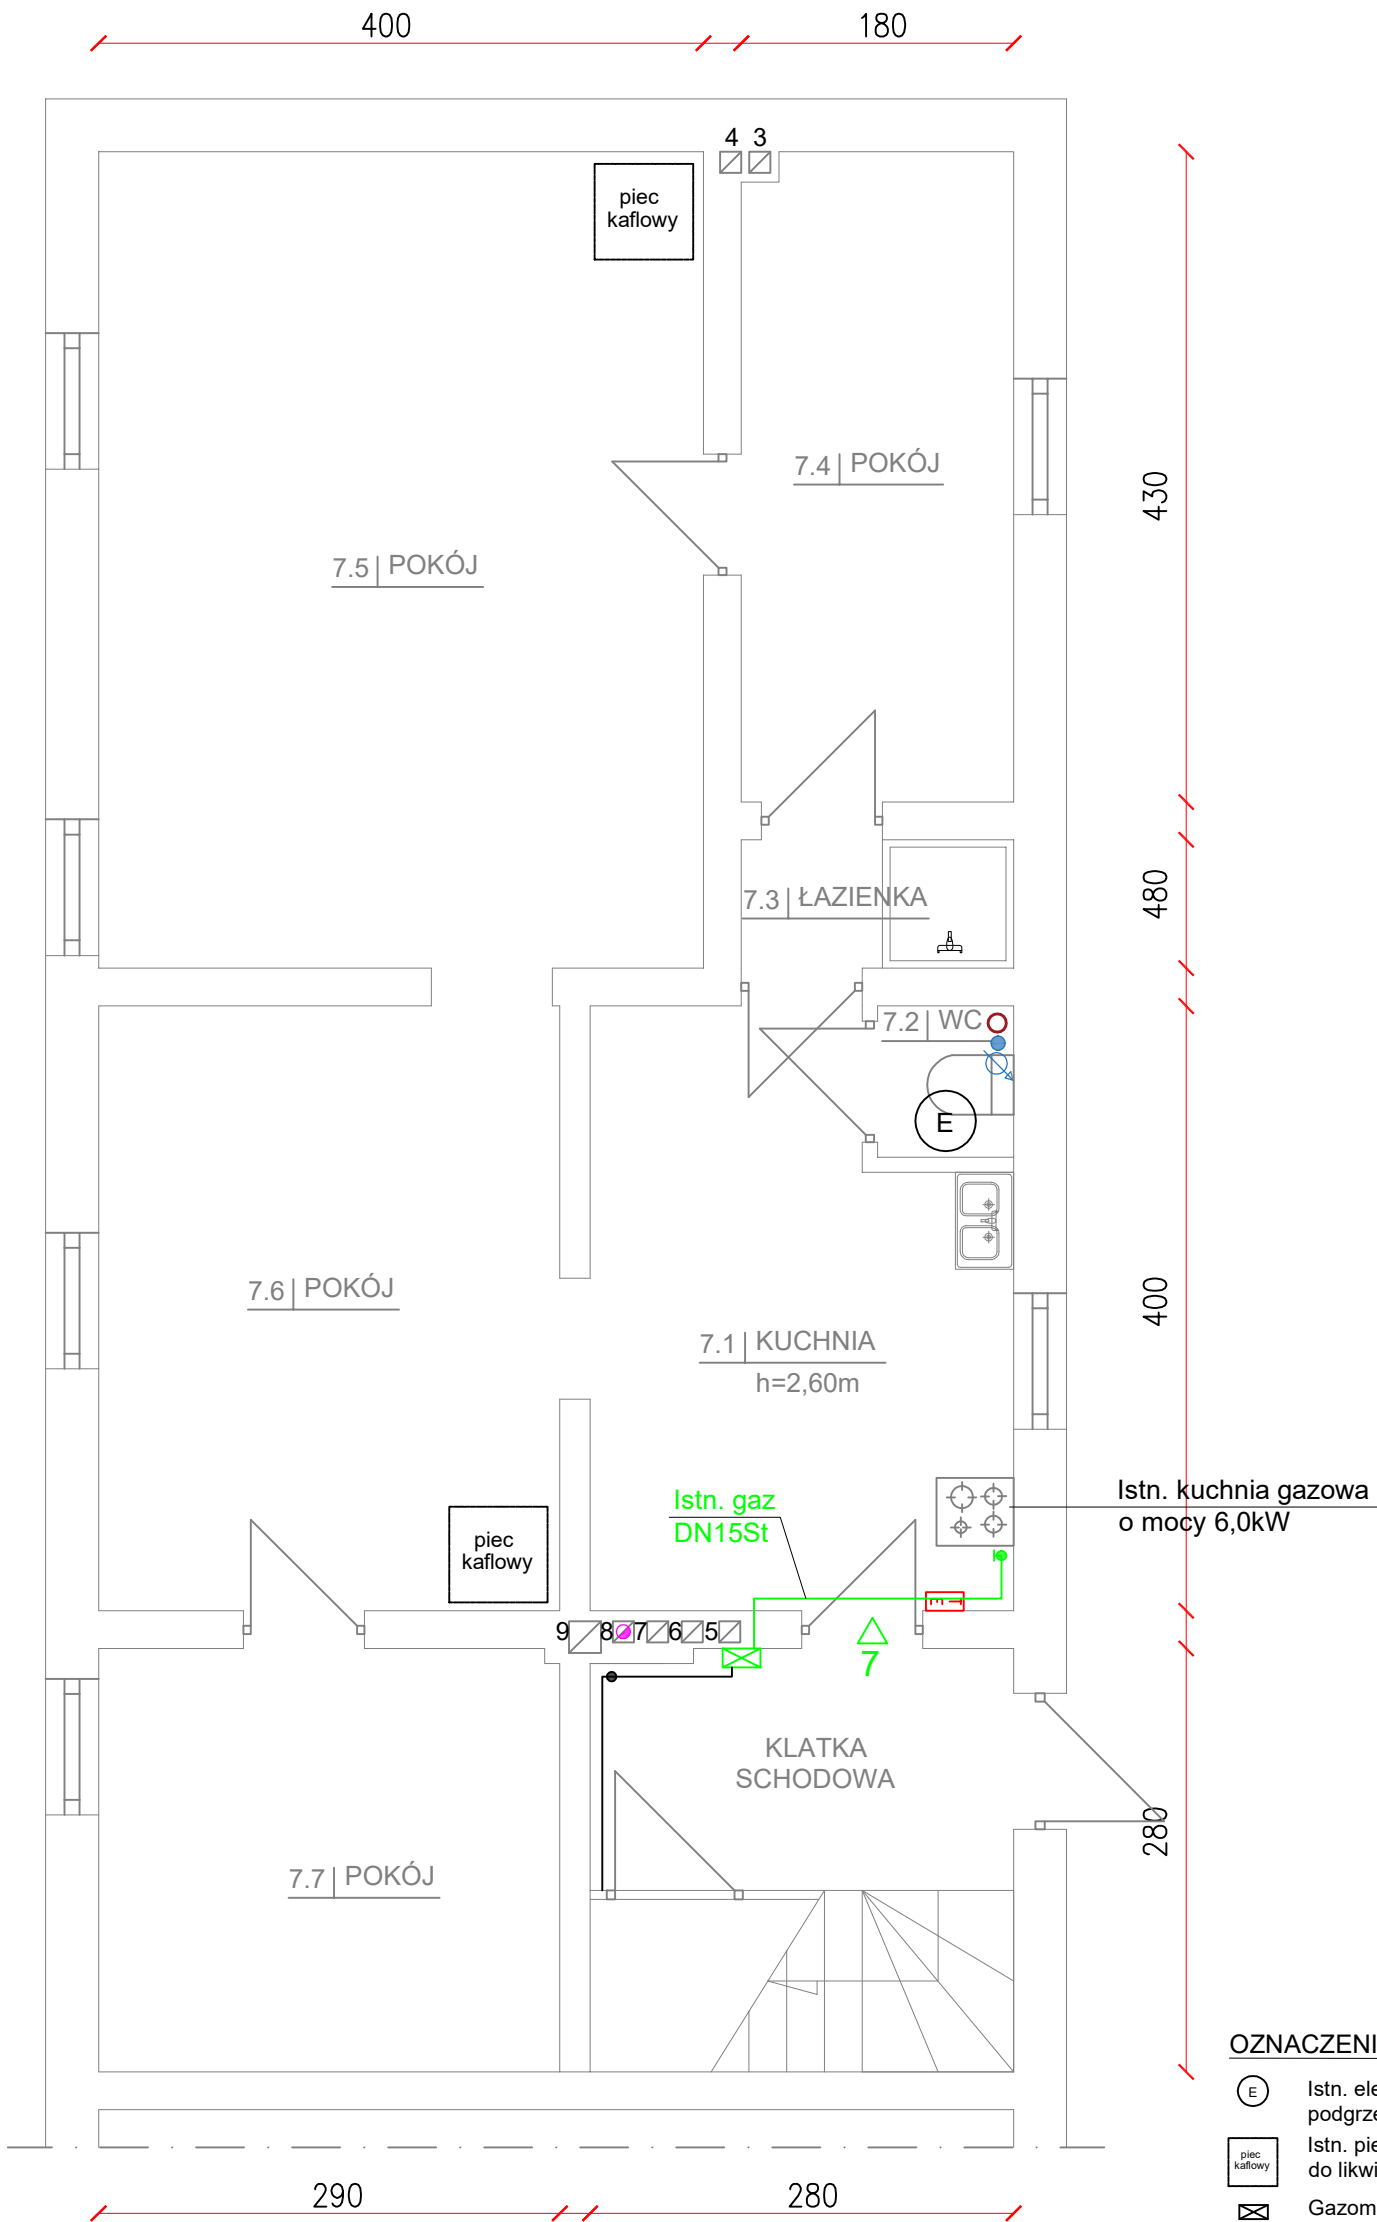 400
180
4 3
piec
kaflowy
7.4 POKÓJ
430
7.5 POKÓJ
7.3 ŁAZIENKA
480
7.2 WC
E
7.6 POKÓJ
400
7.1 KUCHNIA
h=2,60m
Istn. kuchnia gazowa
o mocy 6,0kW
Istn. gaz
DN15St
piec
kaflowy
9 8 7 6 5
7
KLATKA
SCHODOWA
280
7.7 POKÓJ
OZNACZENI
E
Istn. ele
podgrze
piec
kaflowy
Istn. pie
do likwi
Gazom
290
280